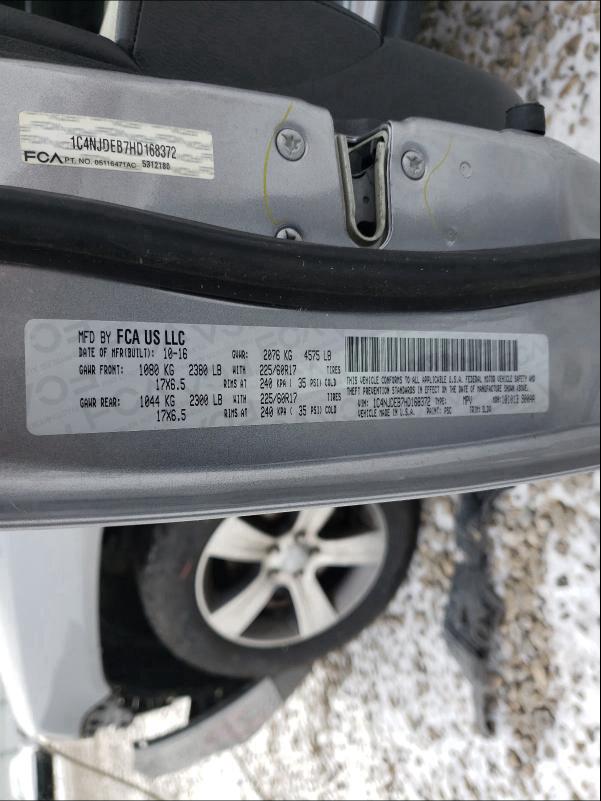 1C4NJDEB7HD168372
FCA PT. NO. 05116471AC 5312180
MFD BY FCA US LLC
DATE OF MFR(BUILT): 10-16 GVWR: 2076 KG 4575 LB
GAWR FRONT: 1080 KG 2380 LB WITH 225/60R17 TIRES
17X6.5 RIMS AT 240 KPA ( 35 PSI) COLD
GAWR REAR: 1044 KG 2300 LB WITH 225/60R17 TIRES
17X6.5 RIMS AT 240 KPA ( 35 PSI) COLD
THIS VEHICLE CONFORMS TO ALL APPLICABLE U.S.A. FEDERAL MOTOR VEHICLE SAFETY AND
THEFT PREVENTION STANDARDS IN EFFECT ON THE DATE OF MANUFACTURE SHOWN ABOVE.
VIN: 1C4NJDEB7HD168372 TYPE: MPV
VEHICLE MADE IN U.S.A. PAINT: PSC TRIM: